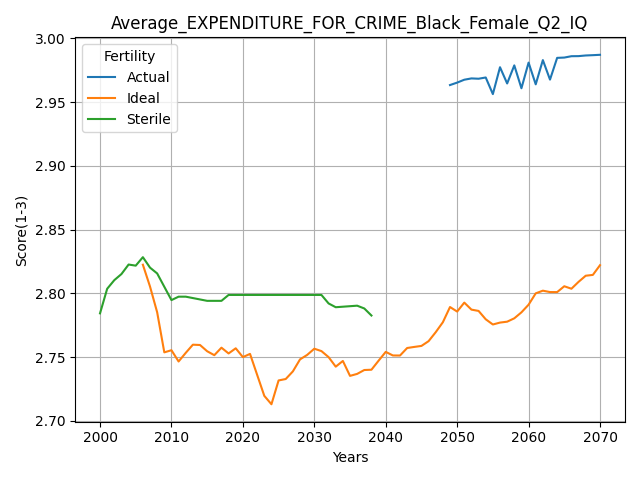 Average_EXPENDITURE_FOR_CRIME_Black_Female_Q2_IQ
Fertility
Actual
Ideal
Sterile
3.00
2.95
2.90
2.85
2.80
2.75
2.70
Score(1-3)
2000 2010 2020 2030 2040 2050 2060 2070
Years